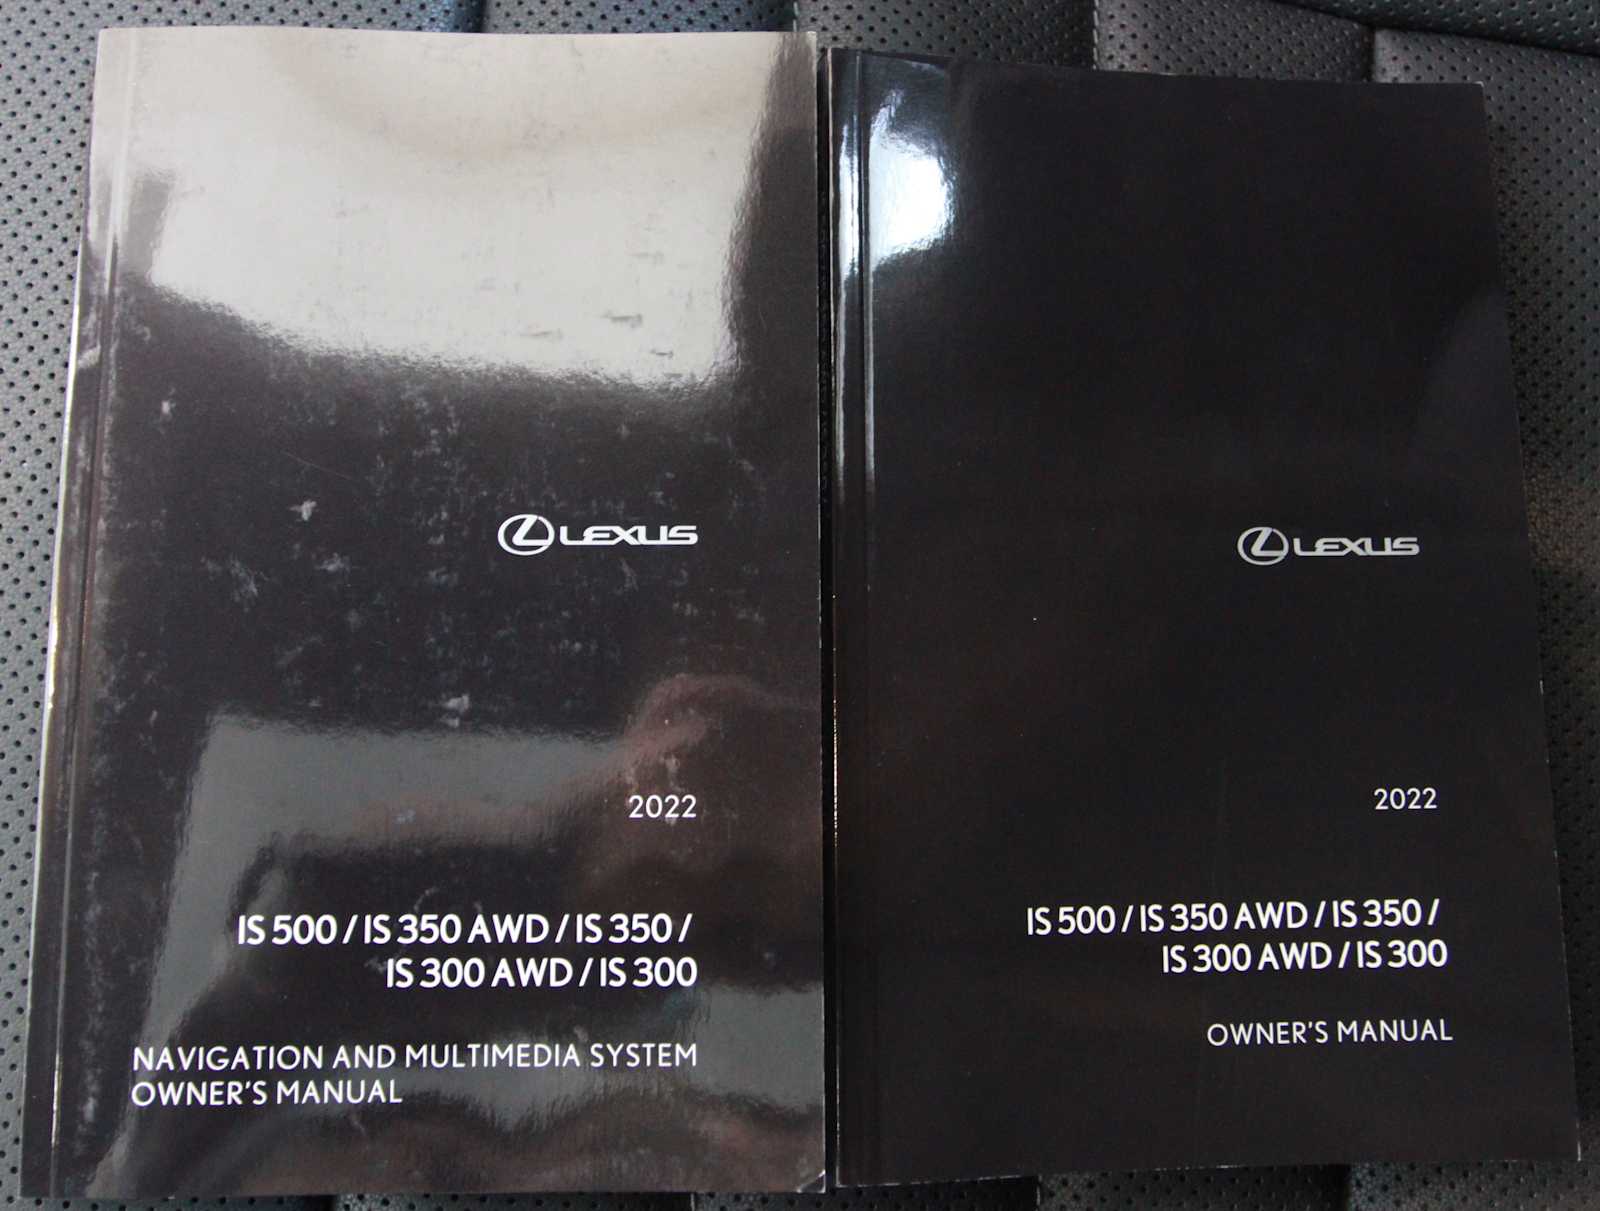 LEXUS
2022
IS 500 / IS 350 AWD / IS 350 /
IS 300 AWD / IS 300
NAVIGATION AND MULTIMEDIA SYSTEM
OWNER'S MANUAL
LEXUS
2022
IS 500 / IS 350 AWD / IS 350 /
IS 300 AWD / IS 300
OWNER'S MANUAL